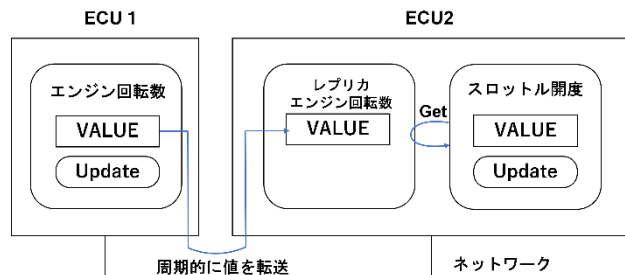 ECU 1
エンジン回転数
VALUE
Update
ECU2
レプリカ
エンジン回転数
VALUE
Get
スロットル開度
VALUE
Update
周期的に値を転送
ネットワーク